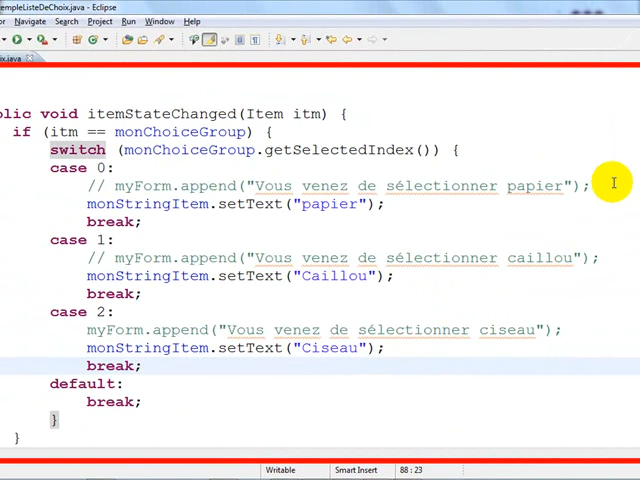 empleListeDeChoix.java - Eclipse
or Navigate Search Project Run Window Help
ix.java
blic void itemStateChanged(Item itm) {
if (itm == monChoiceGroup) {
switch (monChoiceGroup.getSelectedIndex()) {
case 0:
// myForm.append("Vous venez de sélectionner papier");
monStringItem.setText("papier");
break;
case 1:
// myForm.append("Vous venez de sélectionner caillou");
monStringItem.setText("Caillou");
break;
case 2:
myForm.append("Vous venez de sélectionner ciseau");
monStringItem.setText("Ciseau");
break;
default:
break;
}
}
Writable Smart Insert 88 : 23